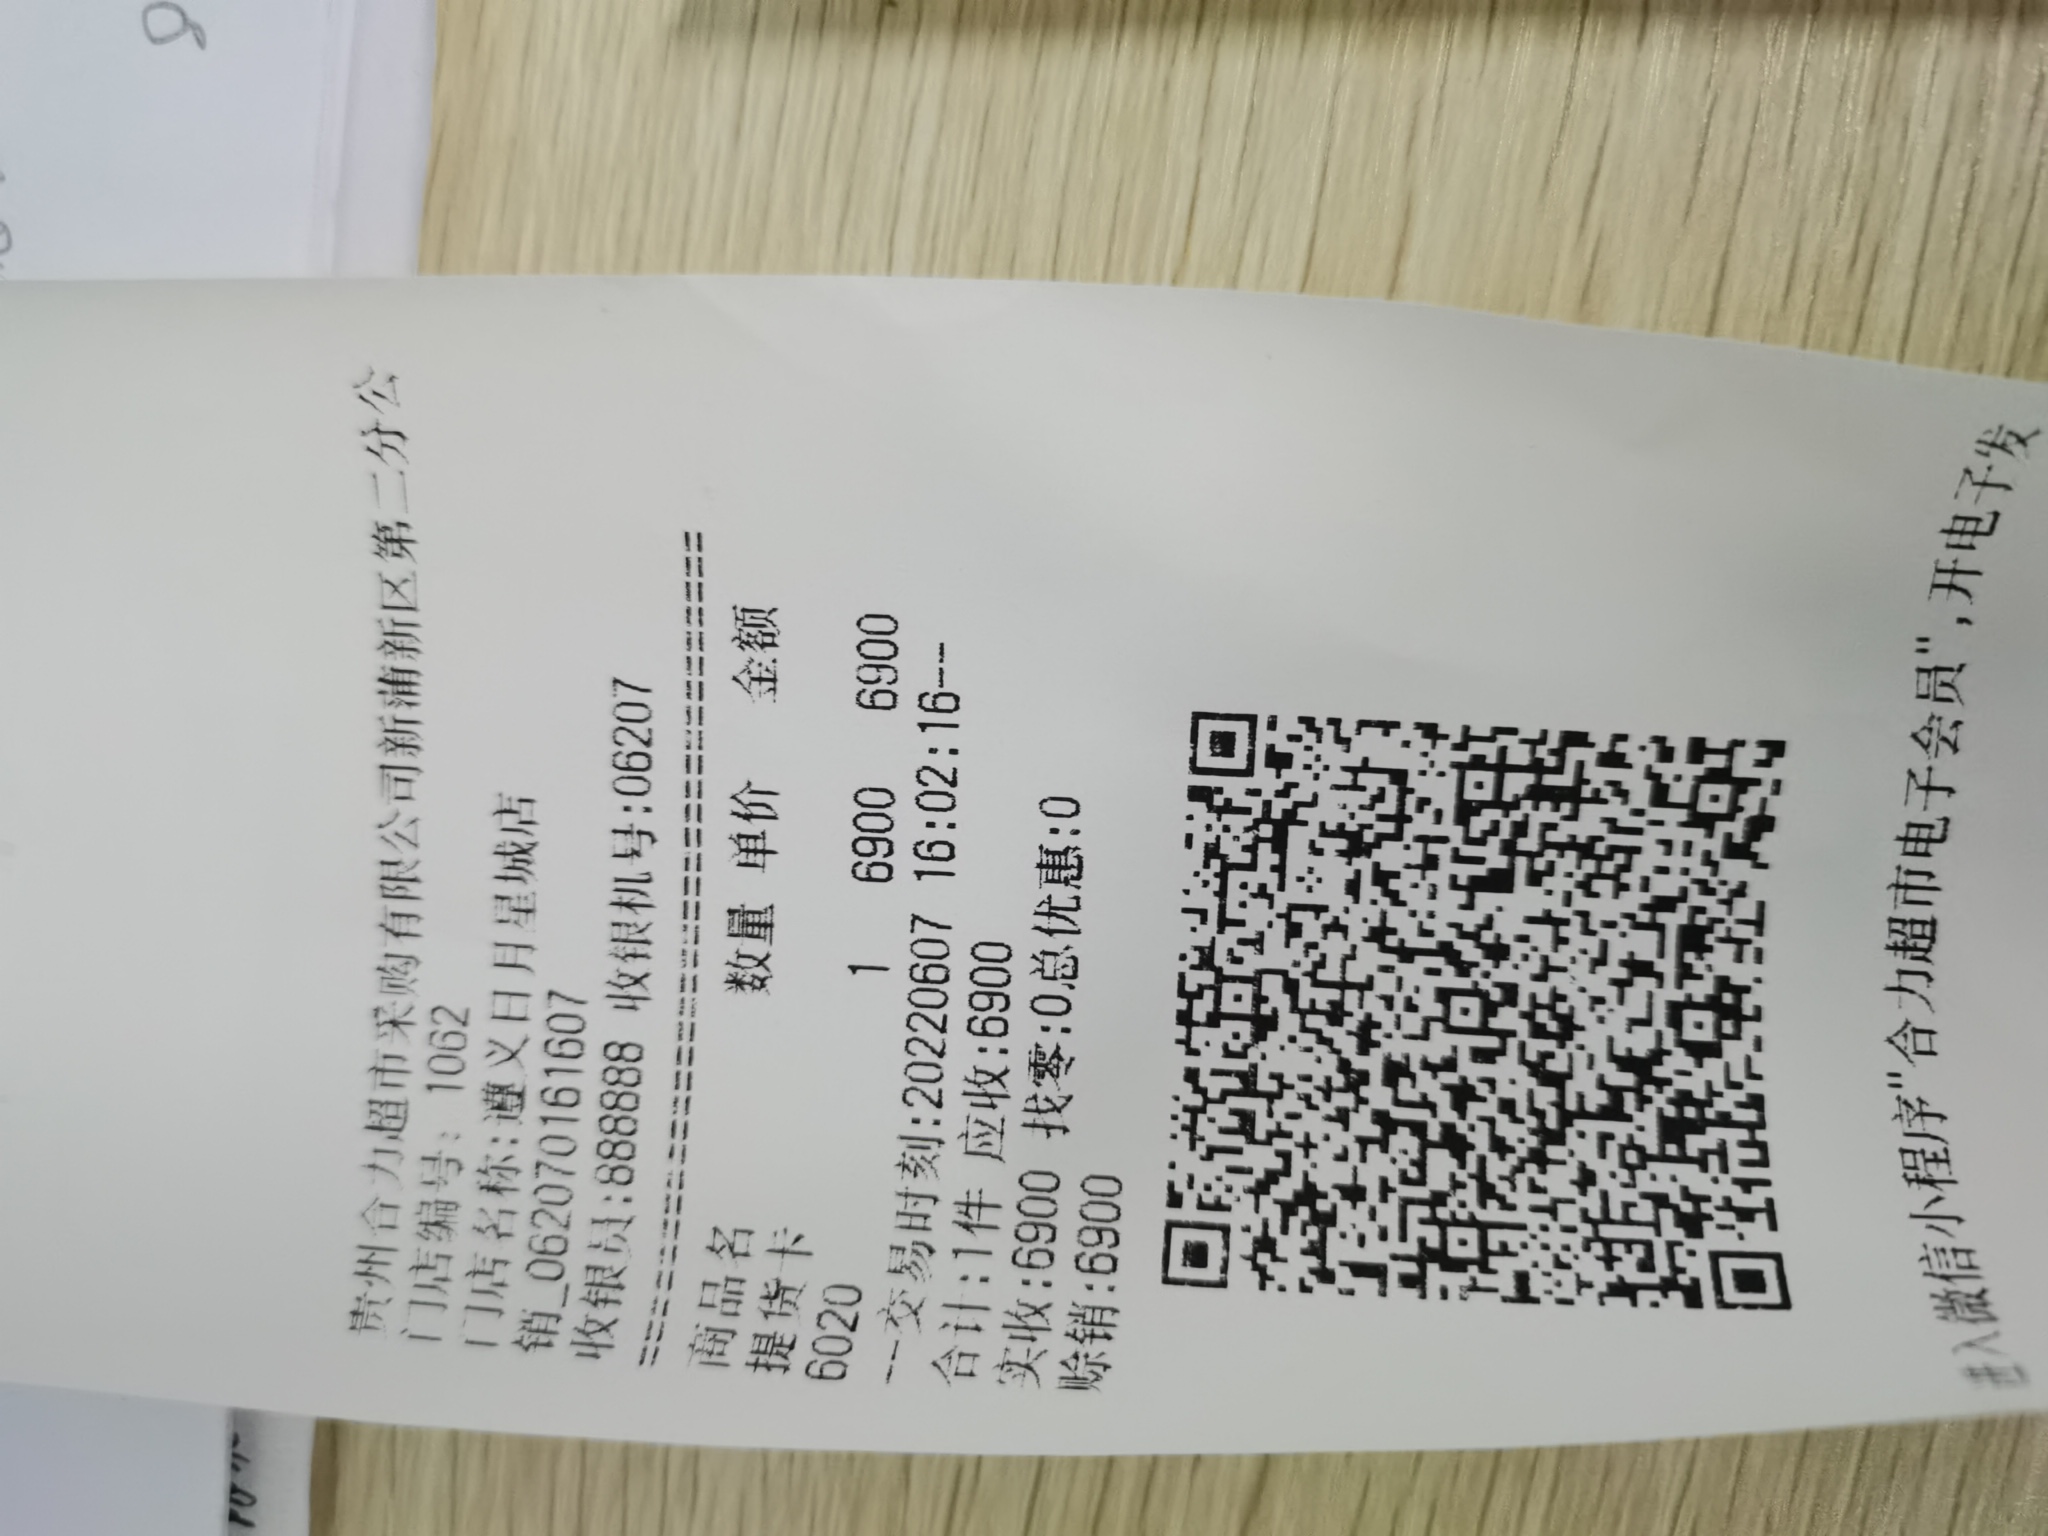 贵州合力超市采购有限公司新蒲新区第二分公
门店编号: 1062
门店名称:遵义日月星城店
销_062070161607
收银员:888888 收银机号:06207
================================
商品名 数量 单价 金额
提货卡
6020 1 6900 6900
--交易时刻:20220607 16:02:16--
合计:1件 应收:6900
实收:6900 找零:0总优惠:0
赊销:6900
进入微信小程序"合力超市电子会员",开电子发